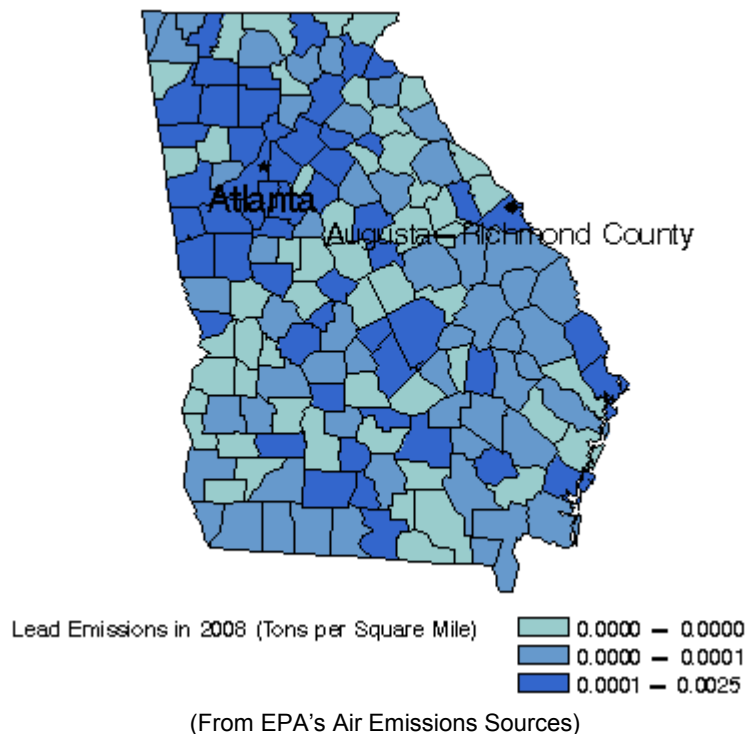 Atlanta
Augusta-Richmond County
Lead Emissions in 2008 (Tons per Square Mile)
0.0000 - 0.0000
0.0000 - 0.0001
0.0001 - 0.0025
(From EPA's Air Emissions Sources)